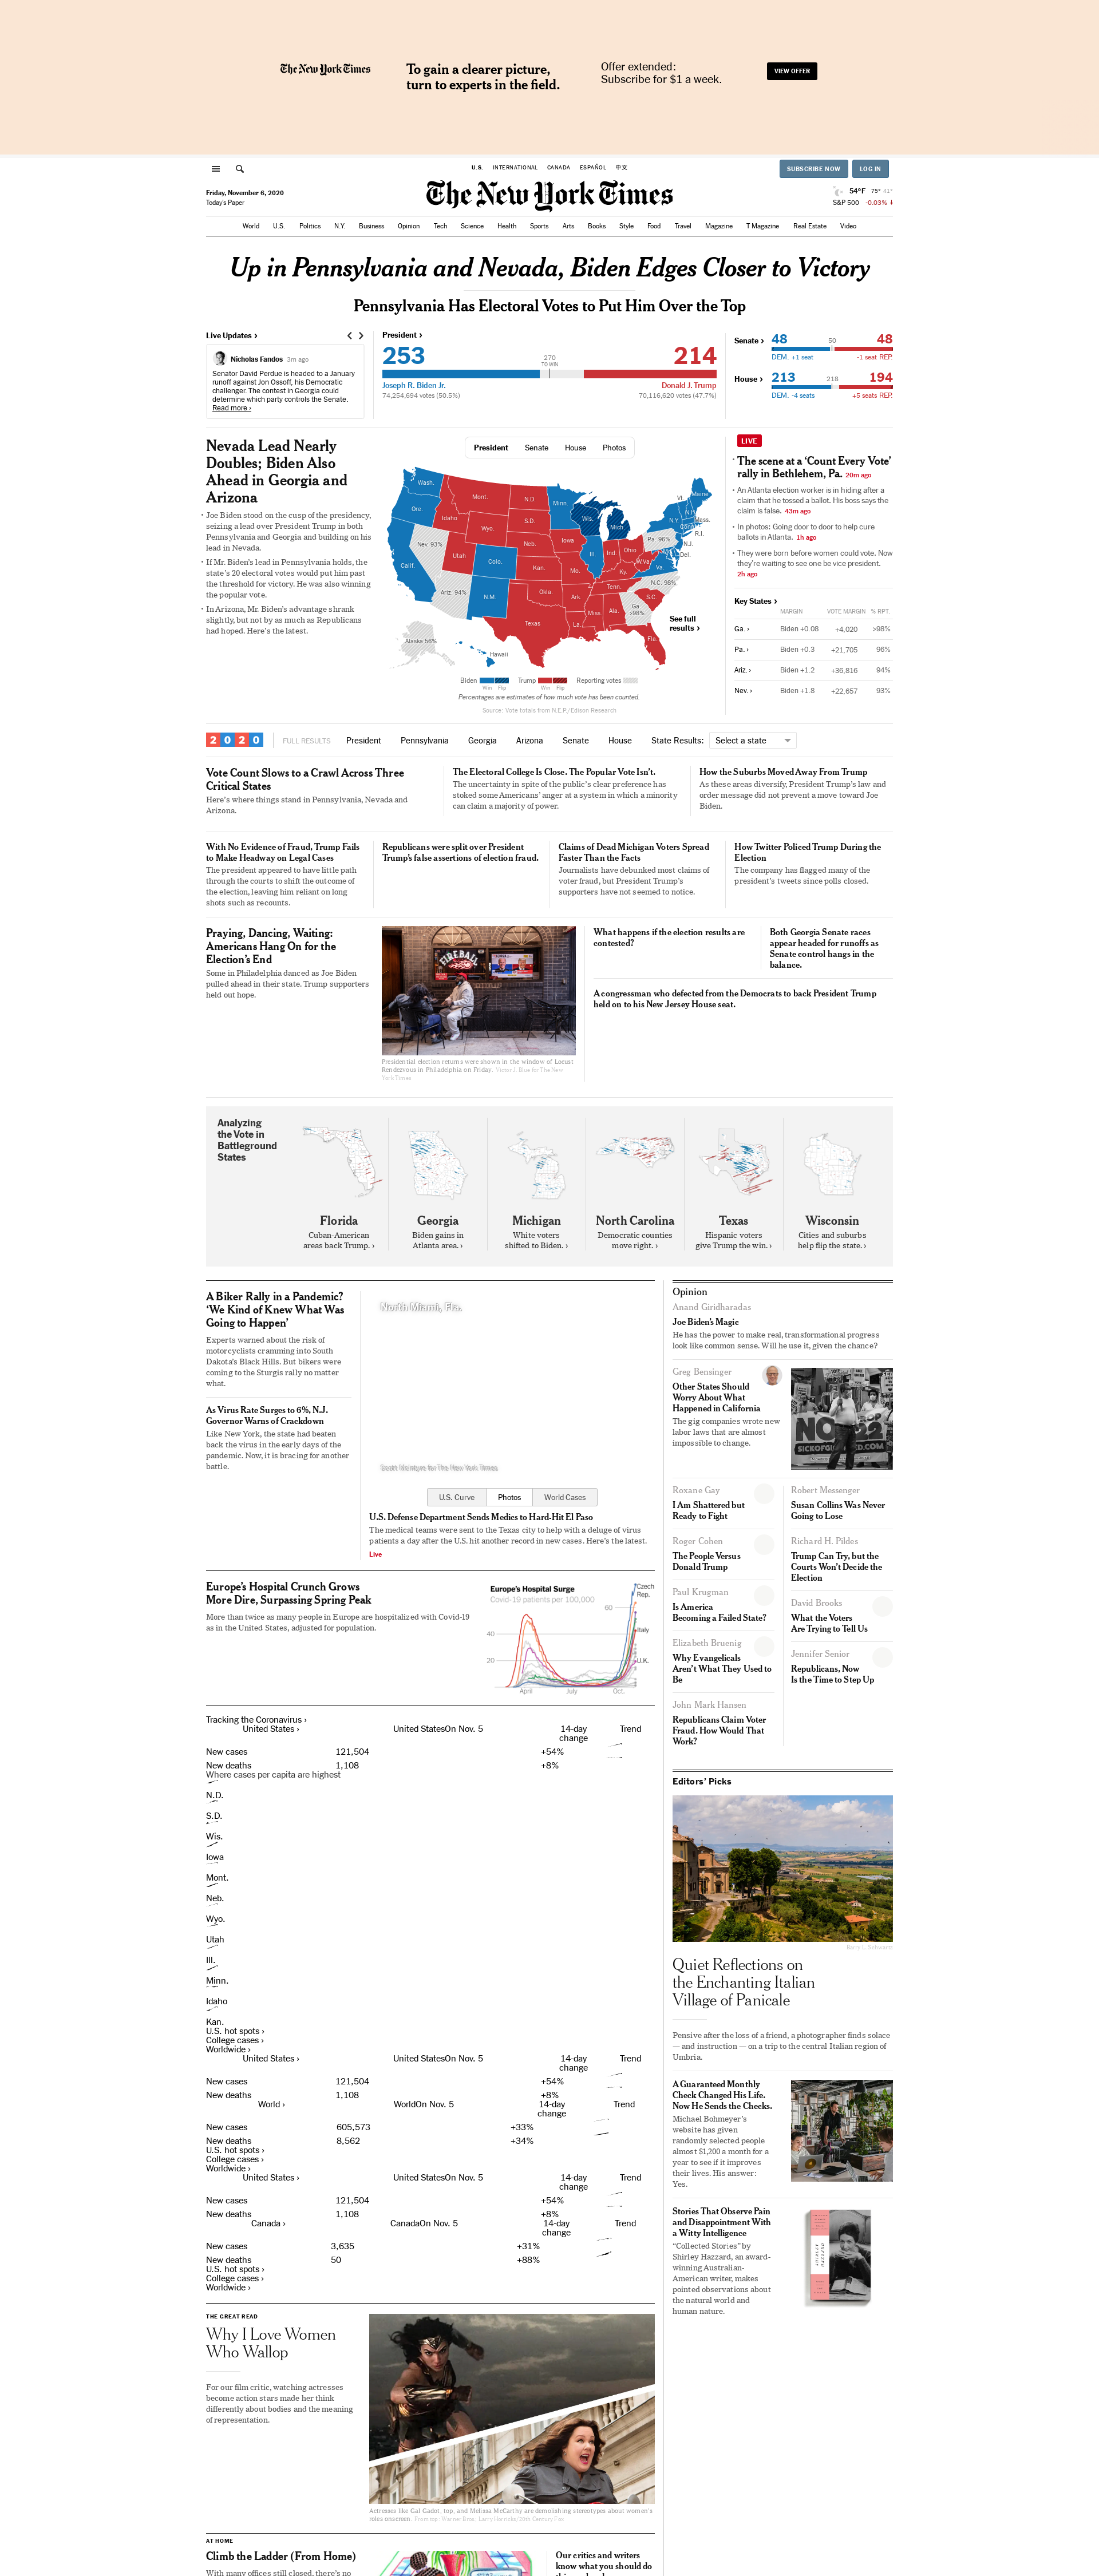 The New York Times
To gain a clearer picture,
turn to experts in the field.
Offer extended:
Subscribe for $1 a week.
VIEW OFFER
U.S. INTERNATIONAL CANADA ESPAÑOL 中文
SUBSCRIBE NOW LOG IN
Friday, November 6, 2020
Today's Paper
The New York Times
54°F 75° 41°
S&P 500 -0.03% ↓
World U.S. Politics N.Y. Business Opinion Tech Science Health Sports Arts Books Style Food Travel Magazine T Magazine Real Estate Video
Up in Pennsylvania and Nevada, Biden Edges Closer to Victory
Pennsylvania Has Electoral Votes to Put Him Over the Top
Live Updates ›
Nicholas Fandos 3m ago
Senator David Perdue is headed to a January
runoff against Jon Ossoff, his Democratic
challenger. The contest in Georgia could
determine which party controls the Senate.
Read more ›
President ›
253
270
TO WIN
214
Joseph R. Biden Jr.
Donald J. Trump
74,254,694 votes (50.5%)
70,116,620 votes (47.7%)
Senate ›
48 50 48
DEM. +1 seat -1 seat REP.
House ›
213 218 194
DEM. -4 seats +5 seats REP.
Nevada Lead Nearly
Doubles; Biden Also
Ahead in Georgia and
Arizona
Joe Biden stood on the cusp of the presidency,
seizing a lead over President Trump in both
Pennsylvania and Georgia and building on his
lead in Nevada.
If Mr. Biden's lead in Pennsylvania holds, the
state's 20 electoral votes would put him past
the threshold for victory. He was also winning
the popular vote.
In Arizona, Mr. Biden's advantage shrank
slightly, but not by as much as Republicans
had hoped. Here's the latest.
President Senate House Photos
Wash.
Ore.
Calif.
Nev. 93%
Idaho
Mont.
Wyo.
Utah
Ariz. 94%
Colo.
N.M.
N.D.
S.D.
Neb.
Kan.
Okla.
Texas
Minn.
Iowa
Mo.
Ark.
La.
Wis.
Ill.
Mich.
Ind.
Ohio
Ky.
Tenn.
Miss.
Ala.
Ga.
>98%
Fla.
S.C.
N.C. 98%
Va.
W.Va.
Pa. 96%
N.Y.
Vt.
N.H.
Maine
Mass.
Conn.
R.I.
N.J.
Del.
Alaska 56%
Hawaii
See full
results ›
Biden Trump Reporting votes
Win Flip Win Flip
Percentages are estimates of how much vote has been counted.
Source: Vote totals from N.E.P./Edison Research
LIVE
The scene at a ‘Count Every Vote’
rally in Bethlehem, Pa. 20m ago
An Atlanta election worker is in hiding after a
claim that he tossed a ballot. His boss says the
claim is false. 43m ago
In photos: Going door to door to help cure
ballots in Atlanta. 1h ago
They were born before women could vote. Now
they're waiting to see one be vice president.
2h ago
Key States ›
MARGIN VOTE MARGIN % RPT.
Ga. › Biden +0.08 +4,020 >98%
Pa. › Biden +0.3 +21,705 96%
Ariz. › Biden +1.2 +36,816 94%
Nev. › Biden +1.8 +22,657 93%
2020 FULL RESULTS President Pennsylvania Georgia Arizona Senate House State Results: Select a state
Vote Count Slows to a Crawl Across Three
Critical States
Here's where things stand in Pennsylvania, Nevada and
Arizona.
The Electoral College Is Close. The Popular Vote Isn't.
The uncertainty in spite of the public's clear preference has
stoked some Americans' anger at a system in which a minority
can claim a majority of power.
How the Suburbs Moved Away From Trump
As these areas diversify, President Trump's law and
order message did not prevent a move toward Joe
Biden.
With No Evidence of Fraud, Trump Fails
to Make Headway on Legal Cases
The president appeared to have little path
through the courts to shift the outcome of
the election, leaving him reliant on long
shots such as recounts.
Republicans were split over President
Trump's false assertions of election fraud.
Claims of Dead Michigan Voters Spread
Faster Than the Facts
Journalists have debunked most claims of
voter fraud, but President Trump's
supporters have not seemed to notice.
How Twitter Policed Trump During the
Election
The company has flagged many of the
president's tweets since polls closed.
Praying, Dancing, Waiting:
Americans Hang On for the
Election's End
Some in Philadelphia danced as Joe Biden
pulled ahead in their state. Trump supporters
held out hope.
FIREBALL
Presidential election returns were shown in the window of Locust
Rendezvous in Philadelphia on Friday. Victor J. Blue for The New
York Times
What happens if the election results are
contested?
Both Georgia Senate races
appear headed for runoffs as
Senate control hangs in the
balance.
A congressman who defected from the Democrats to back President Trump
held on to his New Jersey House seat.
Analyzing
the Vote in
Battleground
States
Florida
Cuban-American
areas back Trump. ›
Georgia
Biden gains in
Atlanta area. ›
Michigan
White voters
shifted to Biden. ›
North Carolina
Democratic counties
move right. ›
Texas
Hispanic voters
give Trump the win. ›
Wisconsin
Cities and suburbs
help flip the state. ›
A Biker Rally in a Pandemic?
‘We Kind of Knew What Was
Going to Happen’
Experts warned about the risk of
motorcyclists cramming into South
Dakota's Black Hills. But bikers were
coming to the Sturgis rally no matter
what.
As Virus Rate Surges to 6%, N.J.
Governor Warns of Crackdown
Like New York, the state had beaten
back the virus in the early days of the
pandemic. Now, it is bracing for another
battle.
North Miami, Fla.
Scott McIntyre for The New York Times
U.S. Curve Photos World Cases
U.S. Defense Department Sends Medics to Hard-Hit El Paso
The medical teams were sent to the Texas city to help with a deluge of virus
patients a day after the U.S. hit another record in new cases. Here's the latest.
Live
Europe's Hospital Crunch Grows
More Dire, Surpassing Spring Peak
More than twice as many people in Europe are hospitalized with Covid-19
as in the United States, adjusted for population.
Europe's Hospital Surge
Covid-19 patients per 100,000
Czech
Rep.
60
Italy
40
U.K.
20
April July Oct.
Tracking the Coronavirus ›
United States › United StatesOn Nov. 5 14-day
change Trend
New cases 121,504 +54%
New deaths 1,108 +8%
Where cases per capita are highest
N.D.
S.D.
Wis.
Iowa
Mont.
Neb.
Wyo.
Utah
Ill.
Minn.
Idaho
Kan.
U.S. hot spots ›
College cases ›
Worldwide ›
United States › United StatesOn Nov. 5 14-day
change Trend
New cases 121,504 +54%
New deaths 1,108 +8%
World › WorldOn Nov. 5 14-day
change Trend
New cases 605,573 +33%
New deaths 8,562 +34%
U.S. hot spots ›
College cases ›
Worldwide ›
United States › United StatesOn Nov. 5 14-day
change Trend
New cases 121,504 +54%
New deaths 1,108 +8%
Canada › CanadaOn Nov. 5 14-day
change Trend
New cases 3,635 +31%
New deaths 50 +88%
U.S. hot spots ›
College cases ›
Worldwide ›
THE GREAT READ
Why I Love Women
Who Wallop
For our film critic, watching actresses
become action stars made her think
differently about bodies and the meaning
of representation.
Actresses like Gal Gadot, top, and Melissa McCarthy are demolishing stereotypes about women's
roles onscreen. From top: Warner Bros., Larry Horricks/20th Century Fox
AT HOME
Climb the Ladder (From Home)
With many offices still closed, there's no
Our critics and writers
know what you should do
Opinion
Anand Giridharadas
Joe Biden's Magic
He has the power to make real, transformational progress
look like common sense. Will he use it, given the chance?
Greg Bensinger
Other States Should
Worry About What
Happened in California
The gig companies wrote new
labor laws that are almost
impossible to change.
Roxane Gay
I Am Shattered but
Ready to Fight
Roger Cohen
The People Versus
Donald Trump
Paul Krugman
Is America
Becoming a Failed State?
Elizabeth Bruenig
Why Evangelicals
Aren't What They Used to
Be
John Mark Hansen
Republicans Claim Voter
Fraud. How Would That
Work?
Robert Messenger
Susan Collins Was Never
Going to Lose
Richard H. Pildes
Trump Can Try, but the
Courts Won't Decide the
Election
David Brooks
What the Voters
Are Trying to Tell Us
Jennifer Senior
Republicans, Now
Is the Time to Step Up
Editors' Picks
Quiet Reflections on
the Enchanting Italian
Village of Panicale
Pensive after the loss of a friend, a photographer finds solace
— and instruction — on a trip to the central Italian region of
Umbria.
A Guaranteed Monthly
Check Changed His Life.
Now He Sends the Checks.
Michael Bohmeyer's
website has given
randomly selected people
almost $1,200 a month for a
year to see if it improves
their lives. His answer:
Yes.
Stories That Observe Pain
and Disappointment With
a Witty Intelligence
“Collected Stories” by
Shirley Hazzard, an award-
winning Australian-
American writer, makes
pointed observations about
the natural world and
human nature.
SHIRLEY
HAZZARD